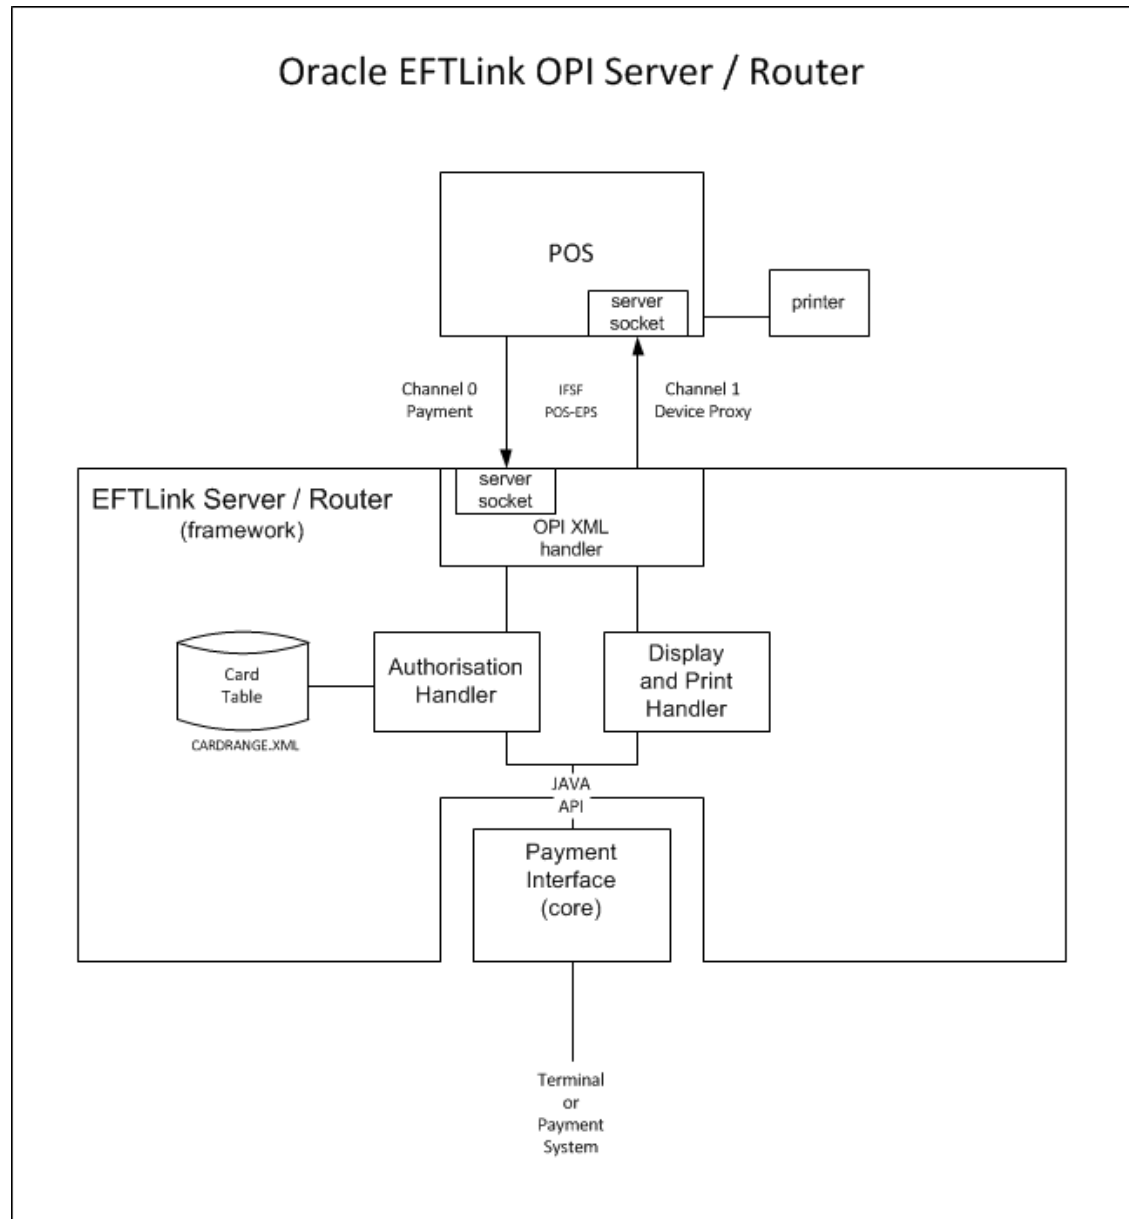 Oracle EFTLink OPI Server / Router
POS
server
socket
printer
Channel 0
Payment
IFSF
POS-EPS
Channel 1
Device Proxy
EFTLink Server / Router
(framework)
server
socket
OPI XML
handler
Card
Table
CARDRANGE.XML
Authorisation
Handler
Display
and Print
Handler
JAVA
API
Payment
Interface
(core)
Terminal
or
Payment
System